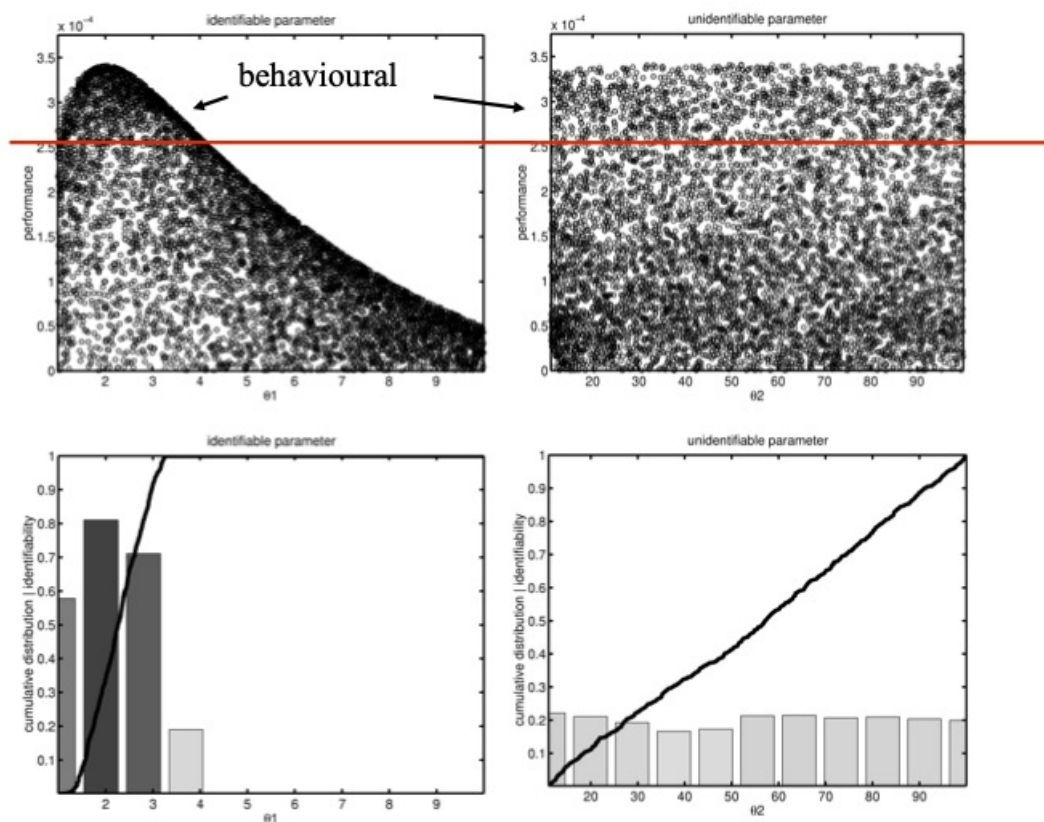 x 10⁻⁴
identifiable parameter
3.5
3
2.5
2
1.5
1
0.5
0
performance
2 3 4 5 6 7 8 9
θ1
behavioural
x 10⁻⁴
unidentifiable parameter
3.5
3
2.5
2
1.5
1
0.5
0
performance
20 30 40 50 60 70 80 90
θ2
identifiable parameter
1
0.9
0.8
0.7
0.6
0.5
0.4
0.3
0.2
0.1
cumulative distribution | identifiability
2 3 4 5 6 7 8 9
θ1
unidentifiable parameter
1
0.9
0.8
0.7
0.6
0.5
0.4
0.3
0.2
0.1
cumulative distribution | identifiability
20 30 40 50 60 70 80 90
θ2